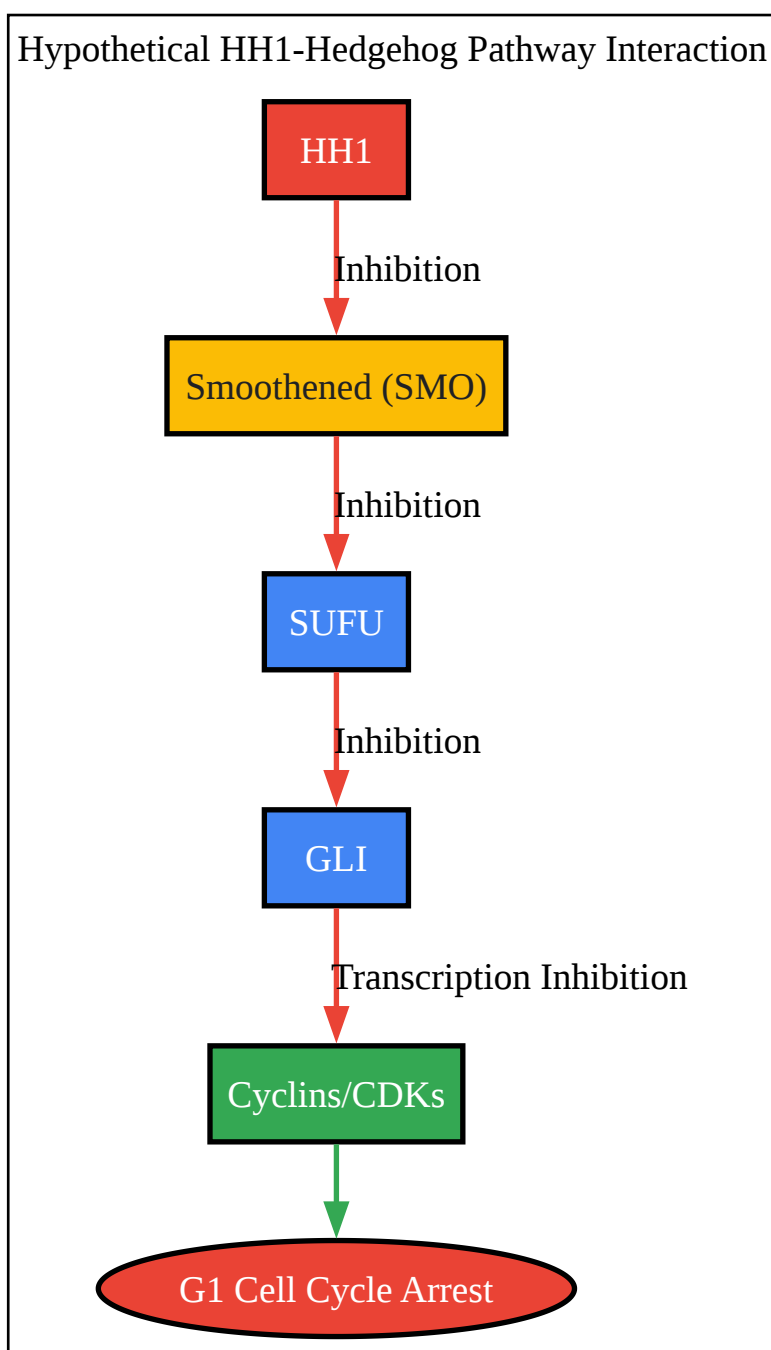 Hypothetical HH1-Hedgehog Pathway Interaction
HH1
Inhibition
Smoothened (SMO)
Inhibition
SUFU
Inhibition
GLI
Transcription Inhibition
Cyclins/CDKs
G1 Cell Cycle Arrest